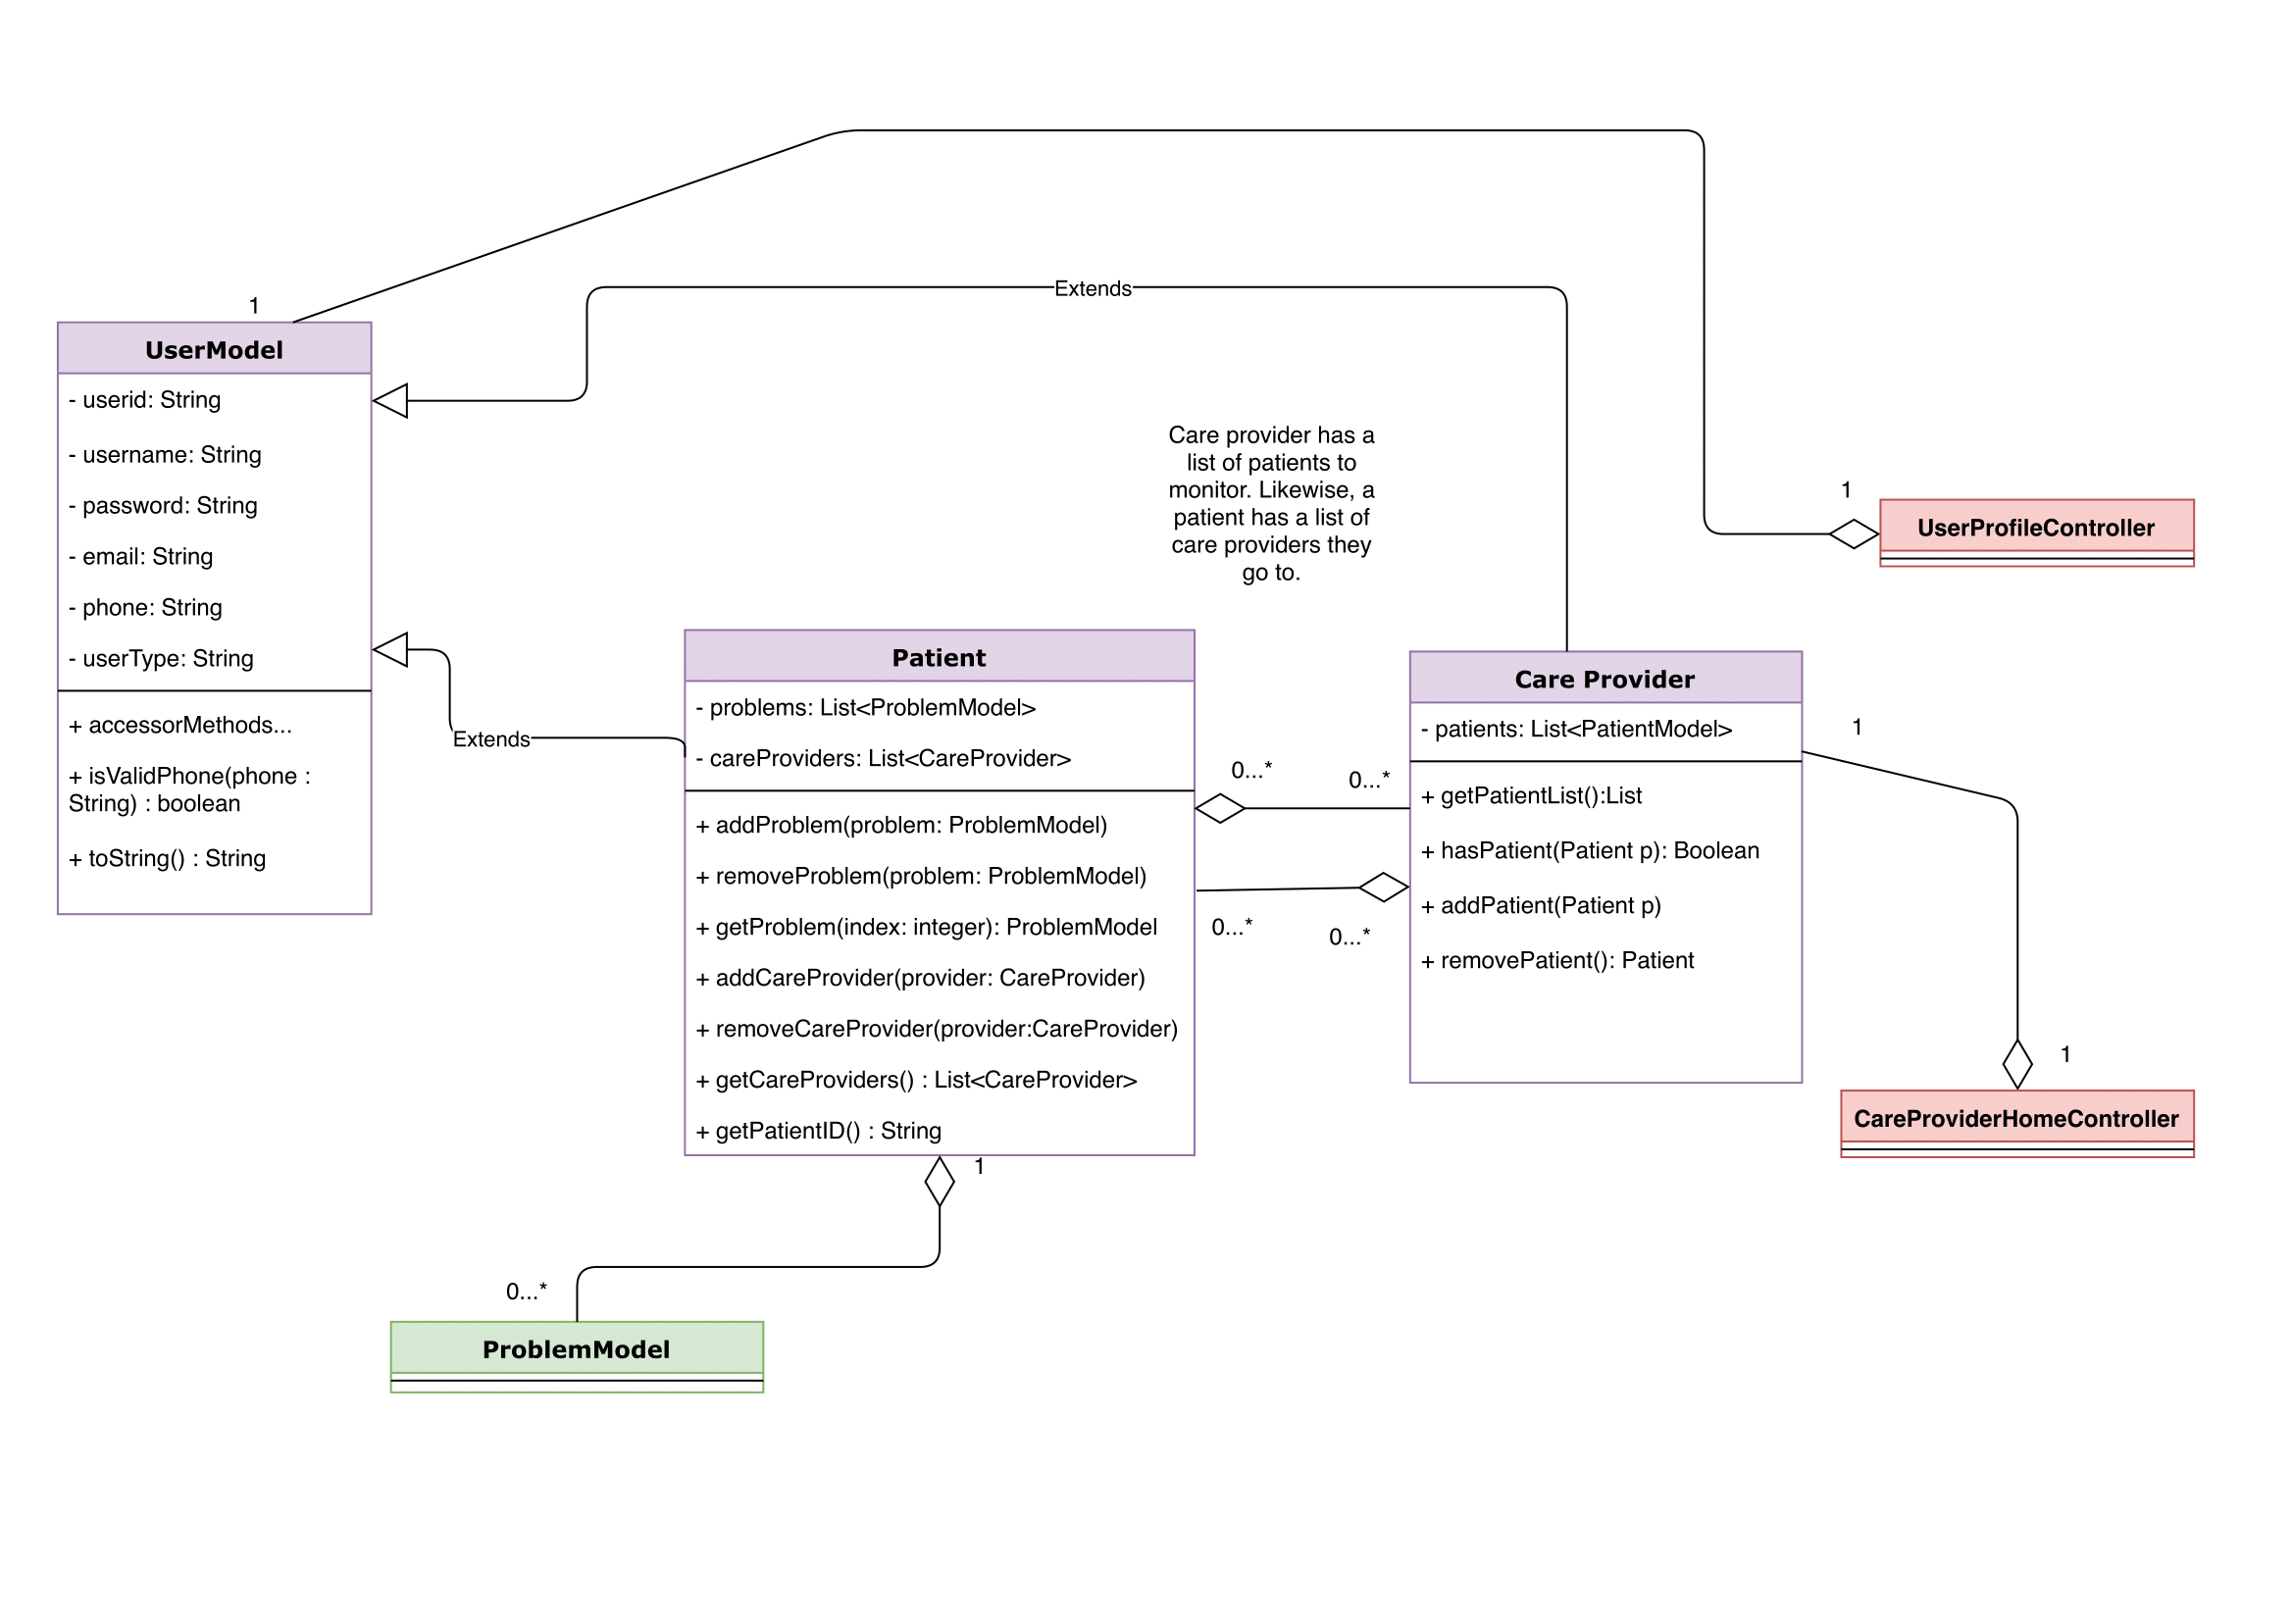 Extends
1
UserModel
- userid: String
- username: String
- password: String
- email: String
- phone: String
- userType: String
+ accessorMethods...
+ isValidPhone(phone :
String) : boolean
+ toString() : String
Extends
Care provider has a
list of patients to
monitor. Likewise, a
patient has a list of
care providers they
go to.
1
UserProfileController
Patient
- problems: List<ProblemModel>
- careProviders: List<CareProvider>
+ addProblem(problem: ProblemModel)
+ removeProblem(problem: ProblemModel)
+ getProblem(index: integer): ProblemModel
+ addCareProvider(provider: CareProvider)
+ removeCareProvider(provider:CareProvider)
+ getCareProviders() : List<CareProvider>
+ getPatientID() : String
0...*
0...*
0...*
0...*
Care Provider
- patients: List<PatientModel>
+ getPatientList():List
+ hasPatient(Patient p): Boolean
+ addPatient(Patient p)
+ removePatient(): Patient
1
1
CareProviderHomeController
1
0...*
ProblemModel